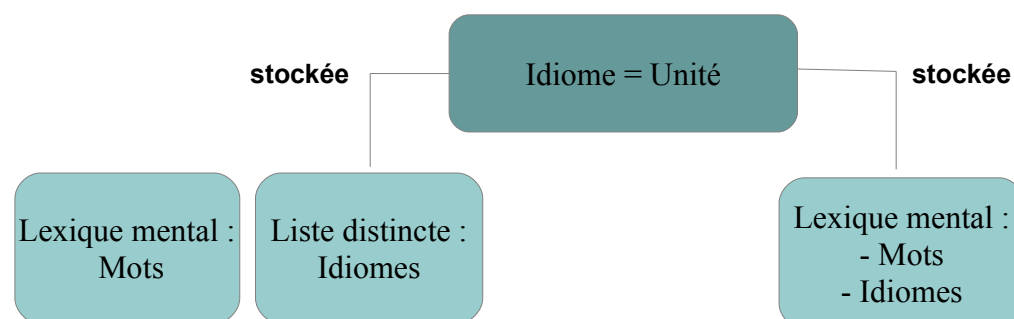 stockée
Idiome = Unité
stockée
Lexique mental :
Mots
Liste distincte :
Idiomes
Lexique mental :
- Mots
- Idiomes